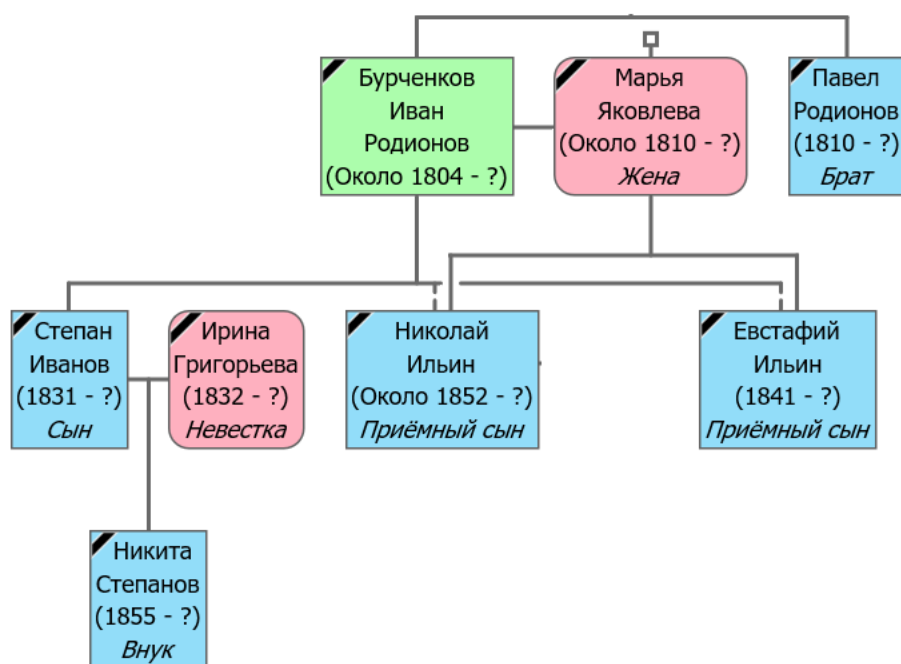 Бурченков
Иван
Родионов
(Около 1804 - ?)
Марья
Яковлева
(Около 1810 - ?)
Жена
Павел
Родионов
(1810 - ?)
Брат
Степан
Иванов
(1831 - ?)
Сын
Ирина
Григорьева
(1832 - ?)
Невестка
Николай
Ильин
(Около 1852 - ?)
Приёмный сын
Евстафий
Ильин
(1841 - ?)
Приёмный сын
Никита
Степанов
(1855 - ?)
Внук